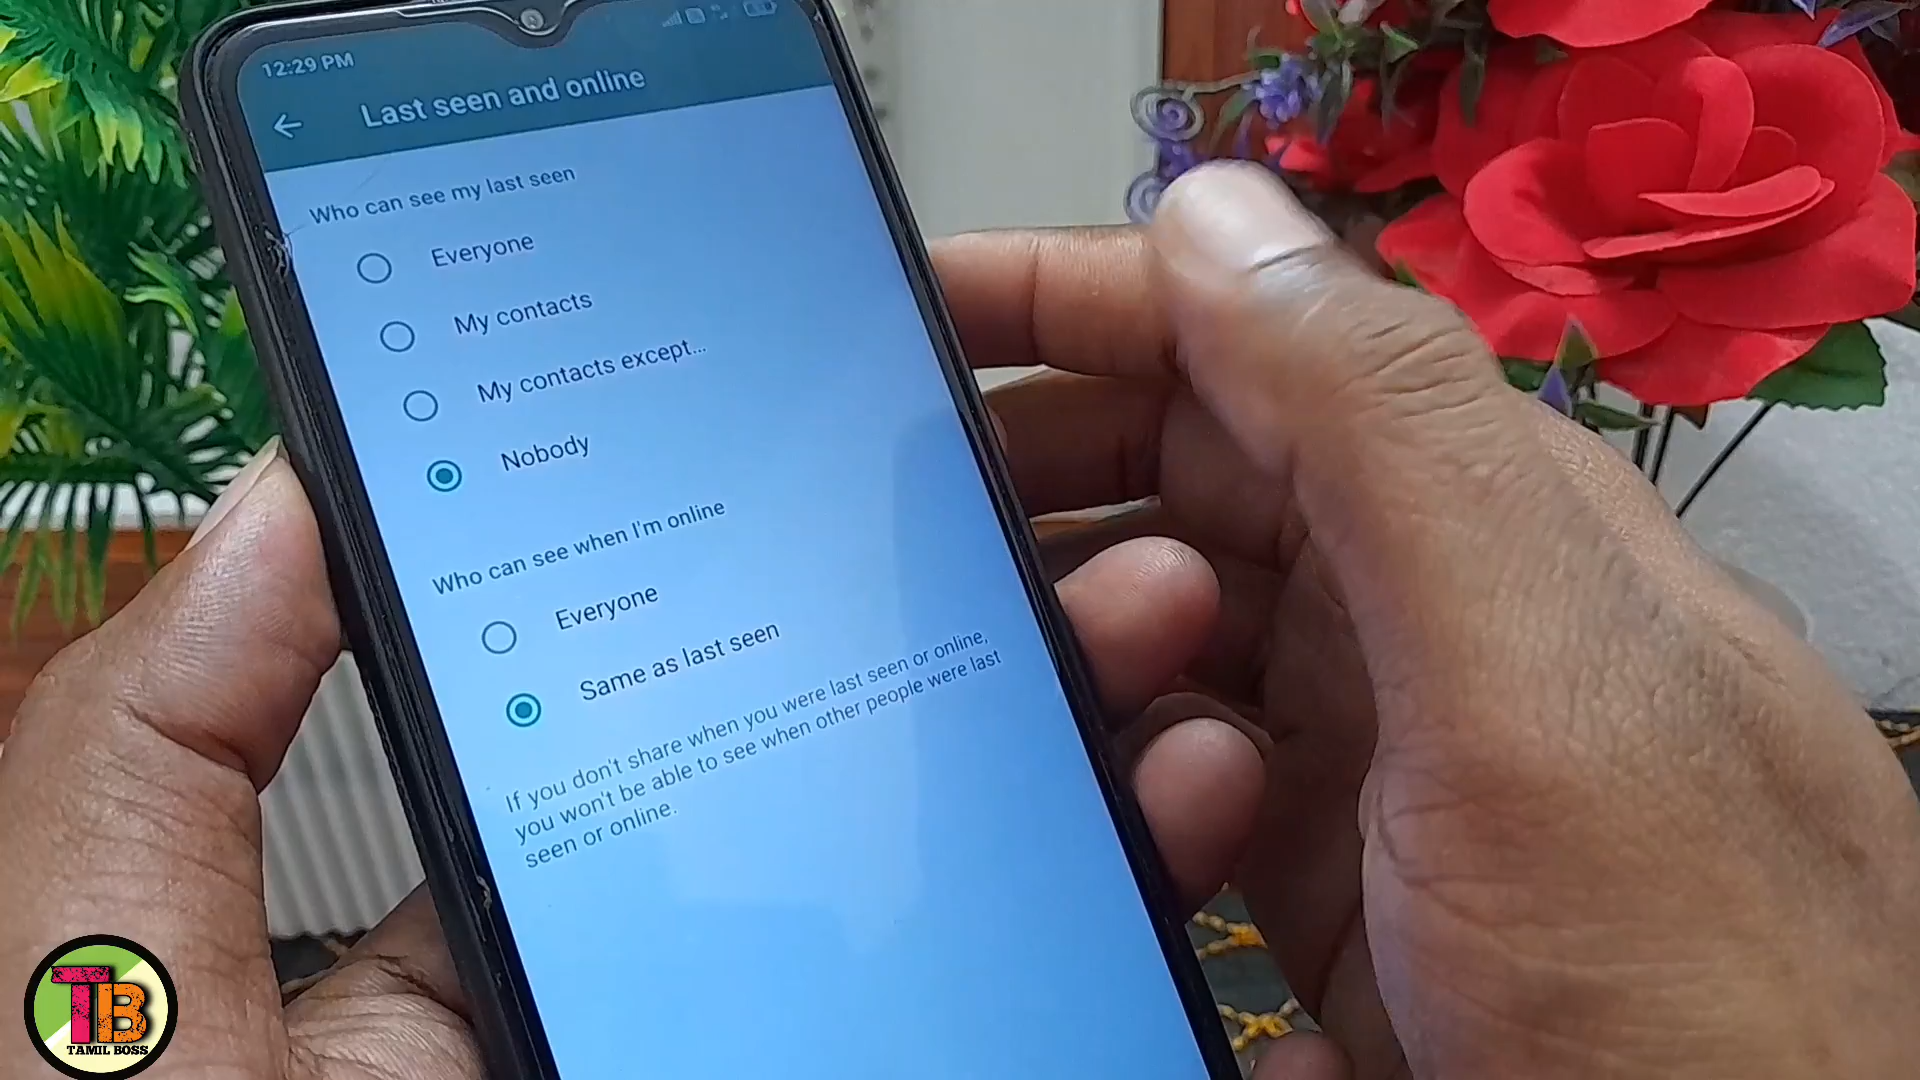 12:29 PM
Last seen and online
Who can see my last seen
Everyone
My contacts
My contacts except...
Nobody
Who can see when I'm online
Everyone
Same as last seen
If you don't share when you were last seen or online,
you won't be able to see when other people were last
seen or online.
TB
TAMIL BOSS